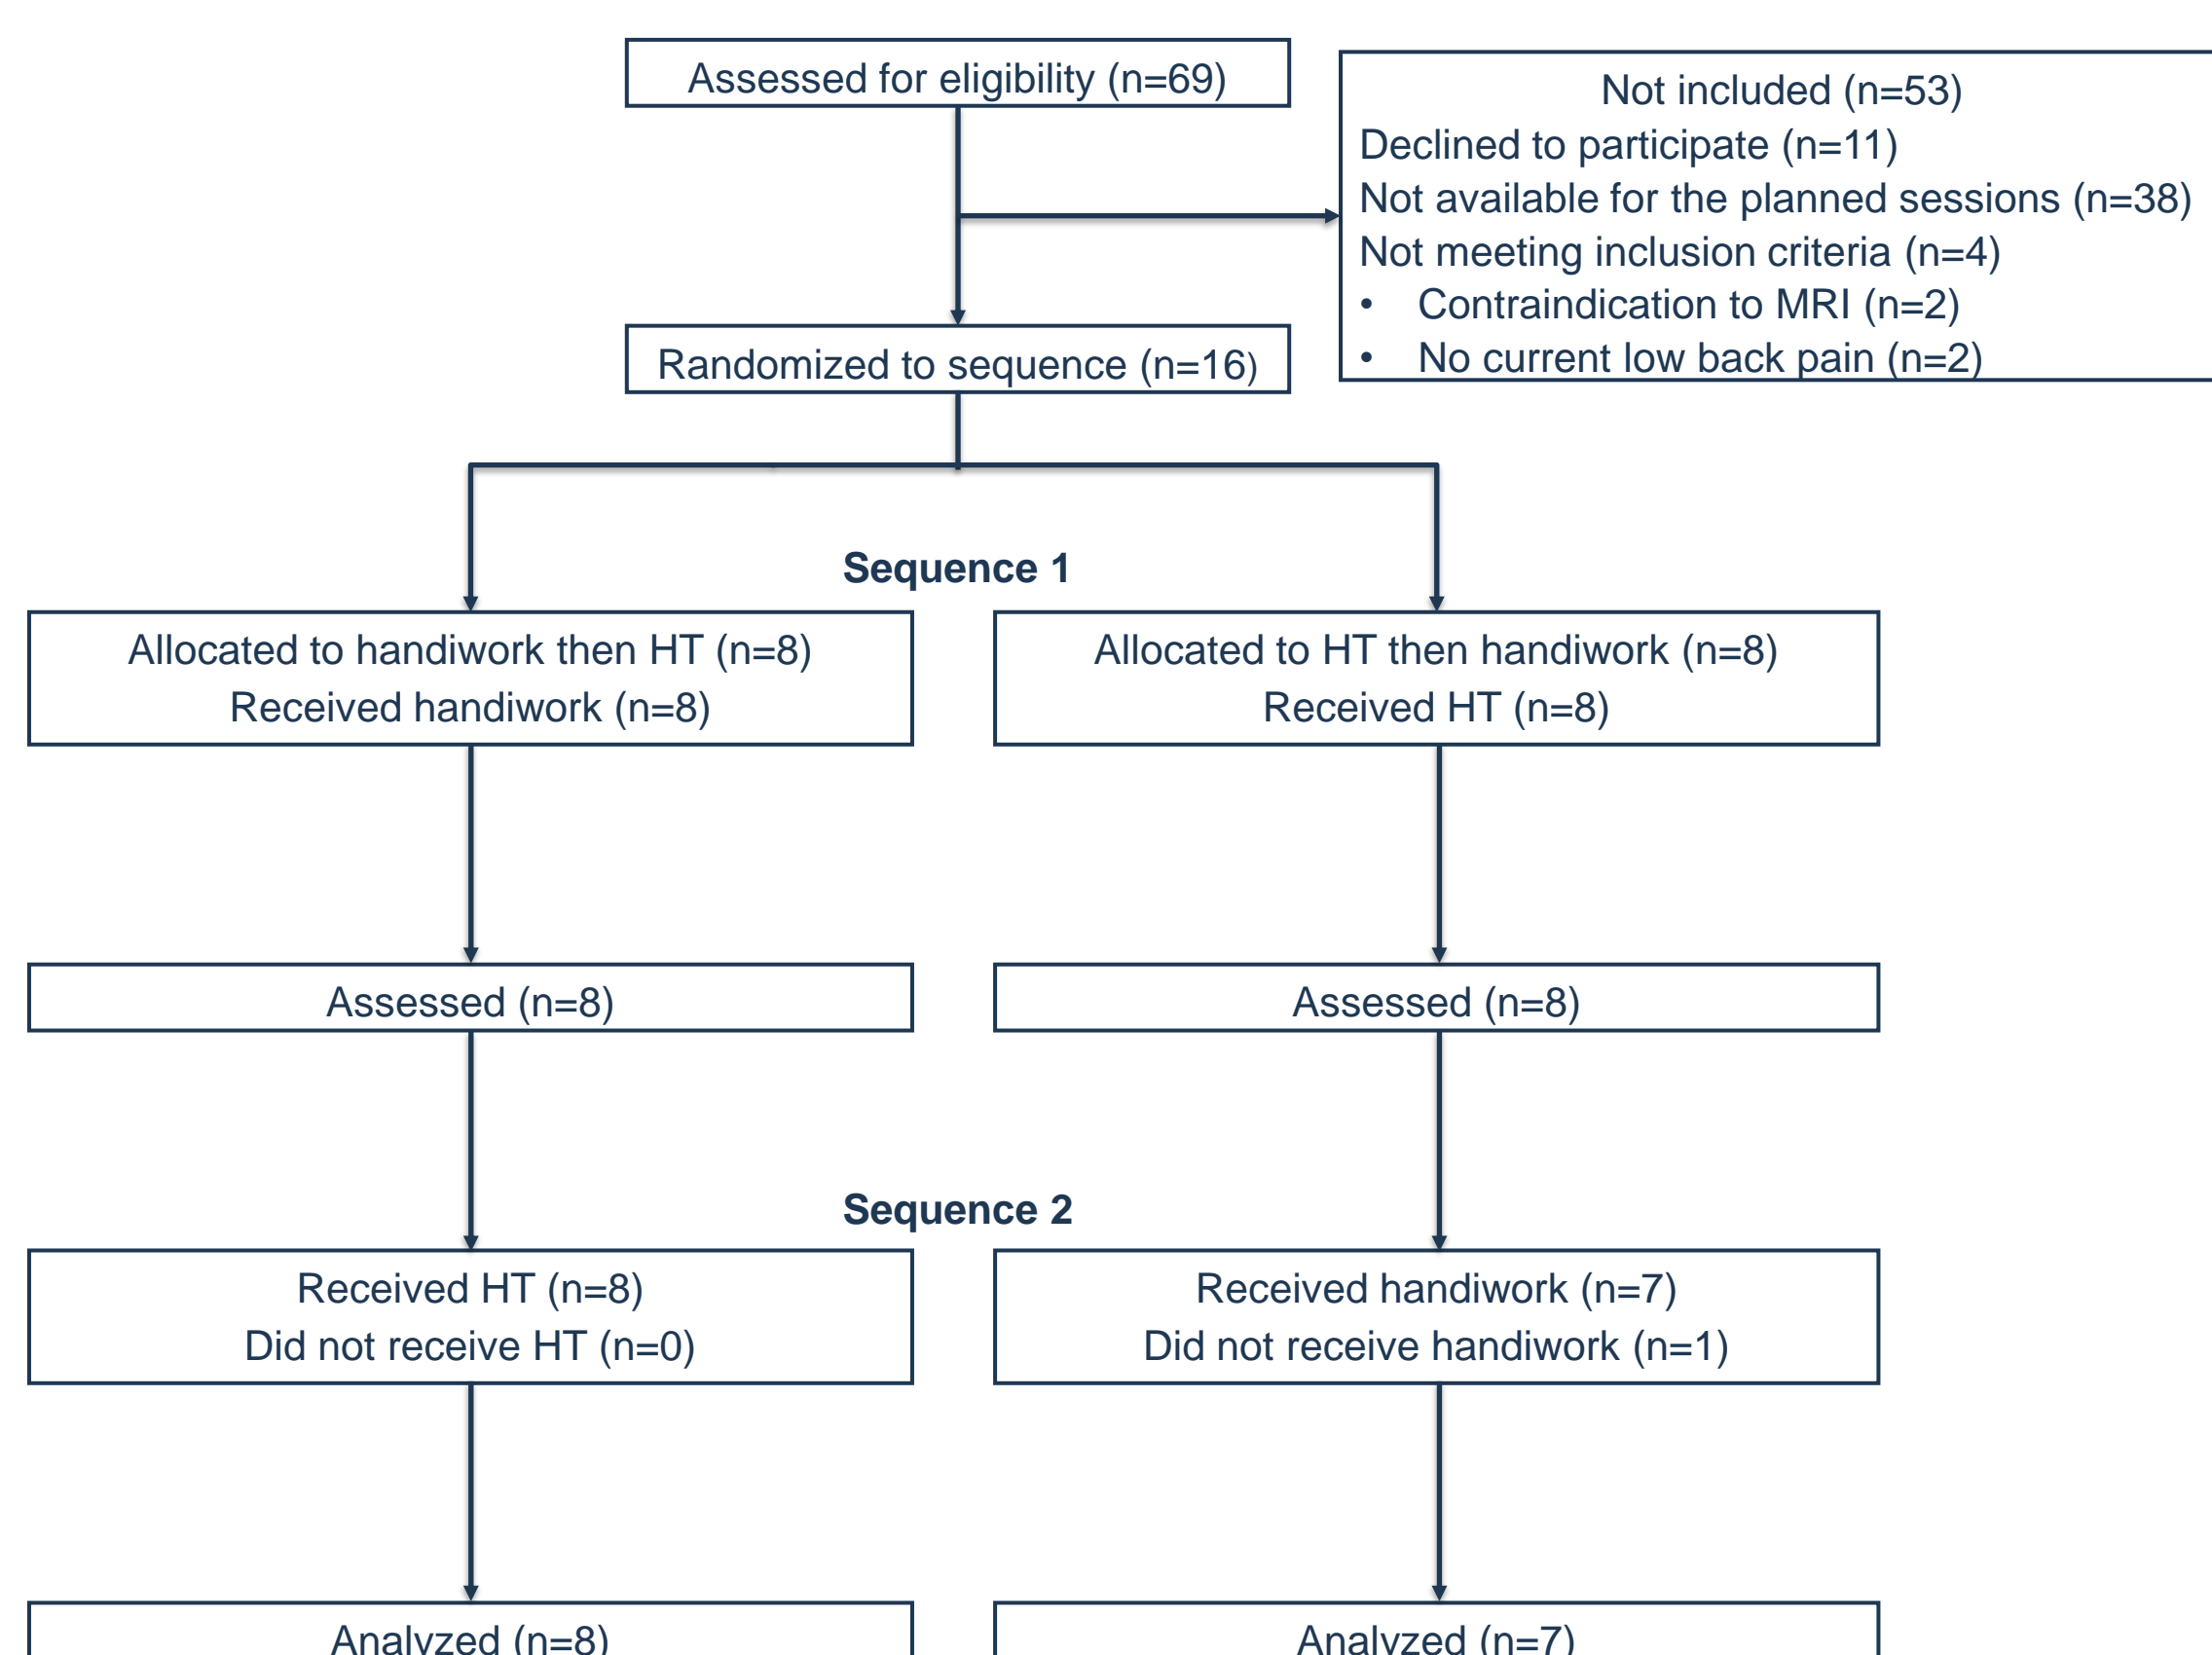 Assessed for eligibility (n=69)
Not included (n=53)
Declined to participate (n=11)
Not available for the planned sessions (n=38)
Not meeting inclusion criteria (n=4)
• Contraindication to MRI (n=2)
• No current low back pain (n=2)
Randomized to sequence (n=16)
Sequence 1
Allocated to handiwork then HT (n=8)
Received handiwork (n=8)
Allocated to HT then handiwork (n=8)
Received HT (n=8)
Assessed (n=8)
Assessed (n=8)
Sequence 2
Received HT (n=8)
Did not receive HT (n=0)
Received handiwork (n=7)
Did not receive handiwork (n=1)
Analyzed (n=8)
Analyzed (n=7)